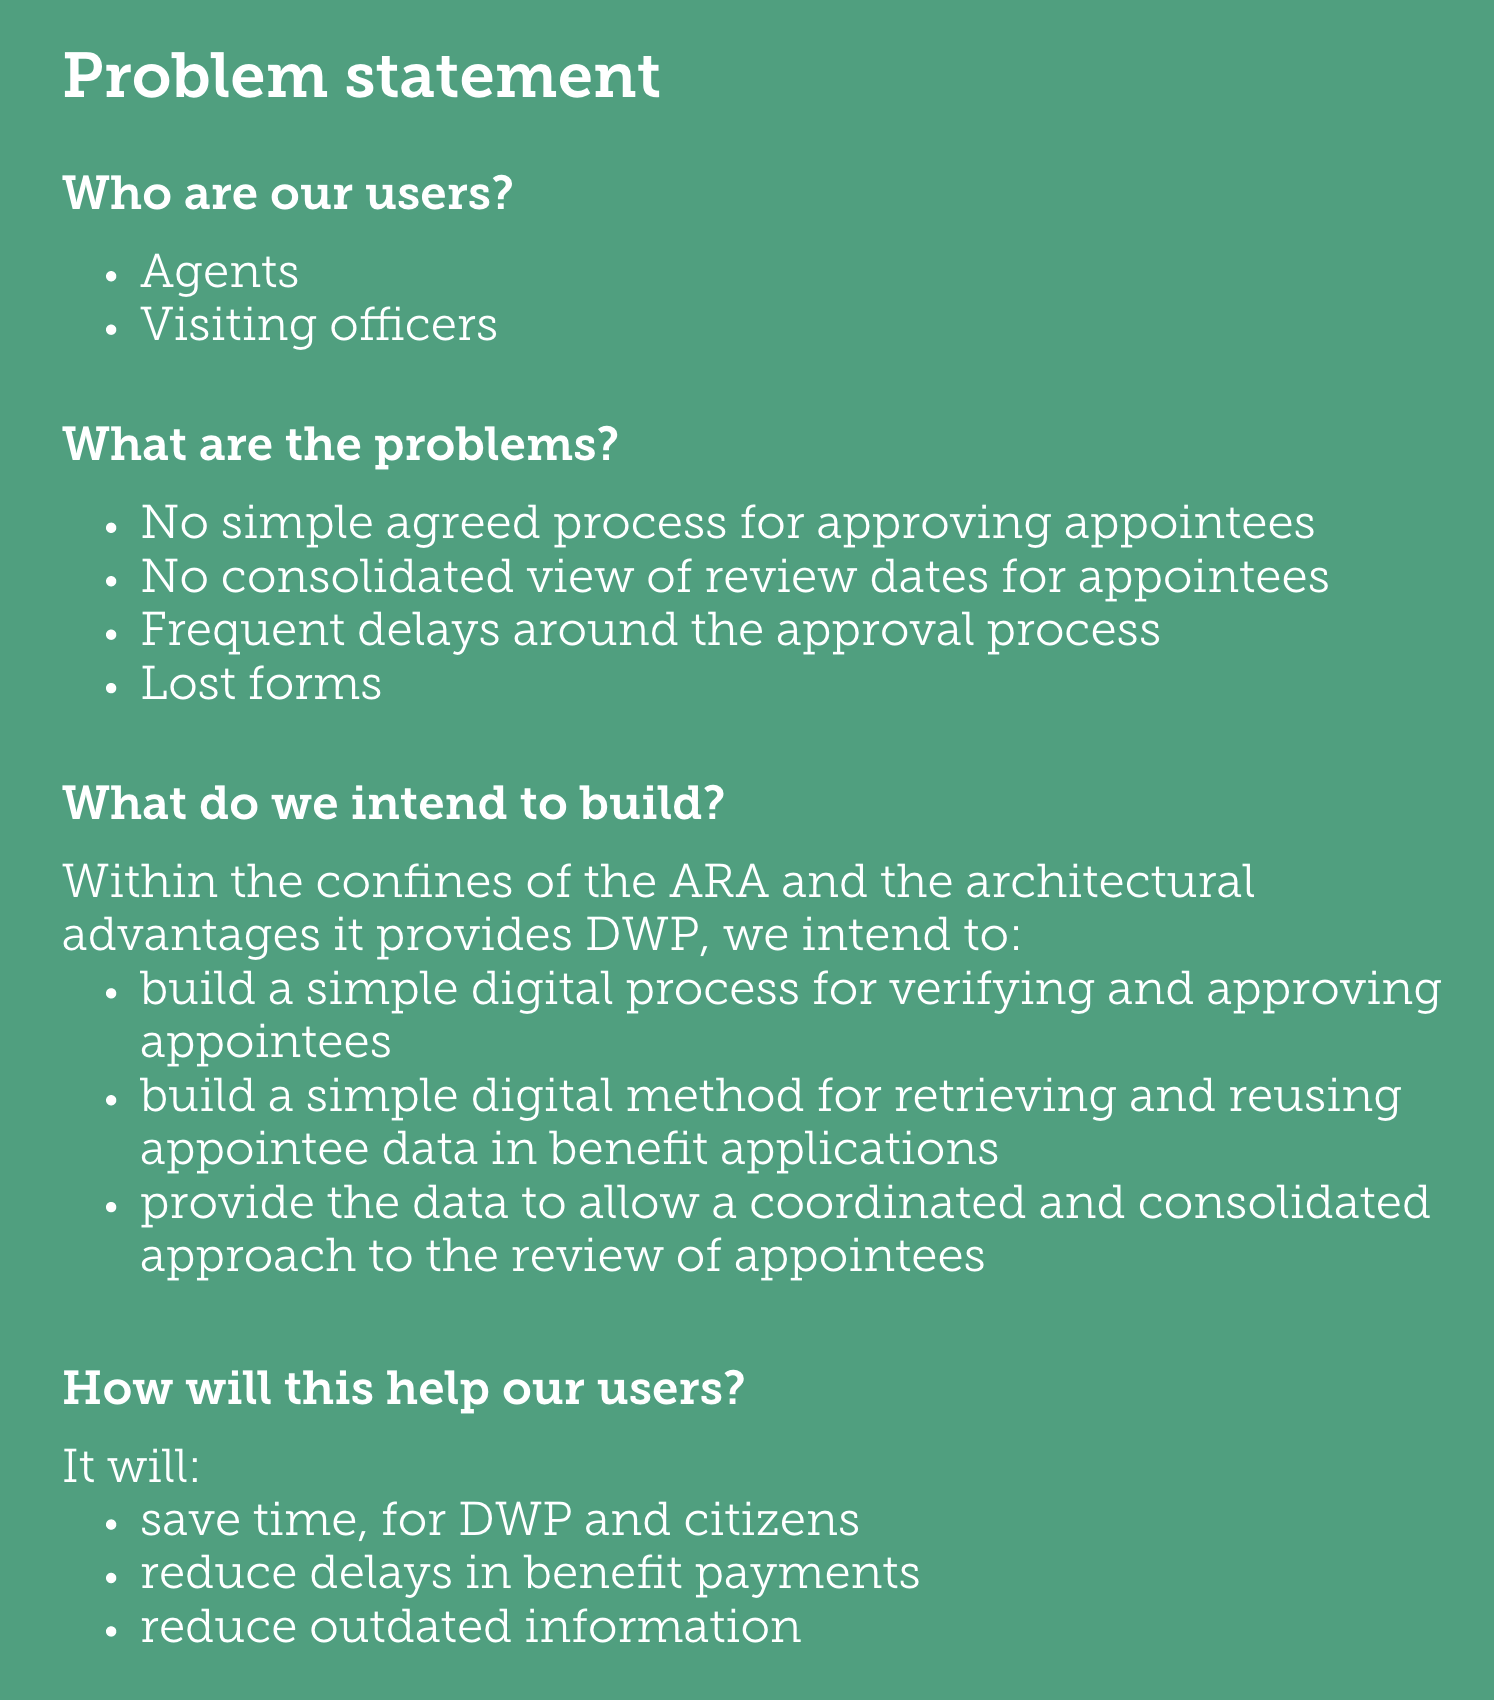 Problem statement
Who are our users?
• Agents
• Visiting officers
What are the problems?
• No simple agreed process for approving appointees
• No consolidated view of review dates for appointees
• Frequent delays around the approval process
• Lost forms
What do we intend to build?
Within the confines of the ARA and the architectural
advantages it provides DWP, we intend to:
• build a simple digital process for verifying and approving
appointees
• build a simple digital method for retrieving and reusing
appointee data in benefit applications
• provide the data to allow a coordinated and consolidated
approach to the review of appointees
How will this help our users?
It will:
• save time, for DWP and citizens
• reduce delays in benefit payments
• reduce outdated information